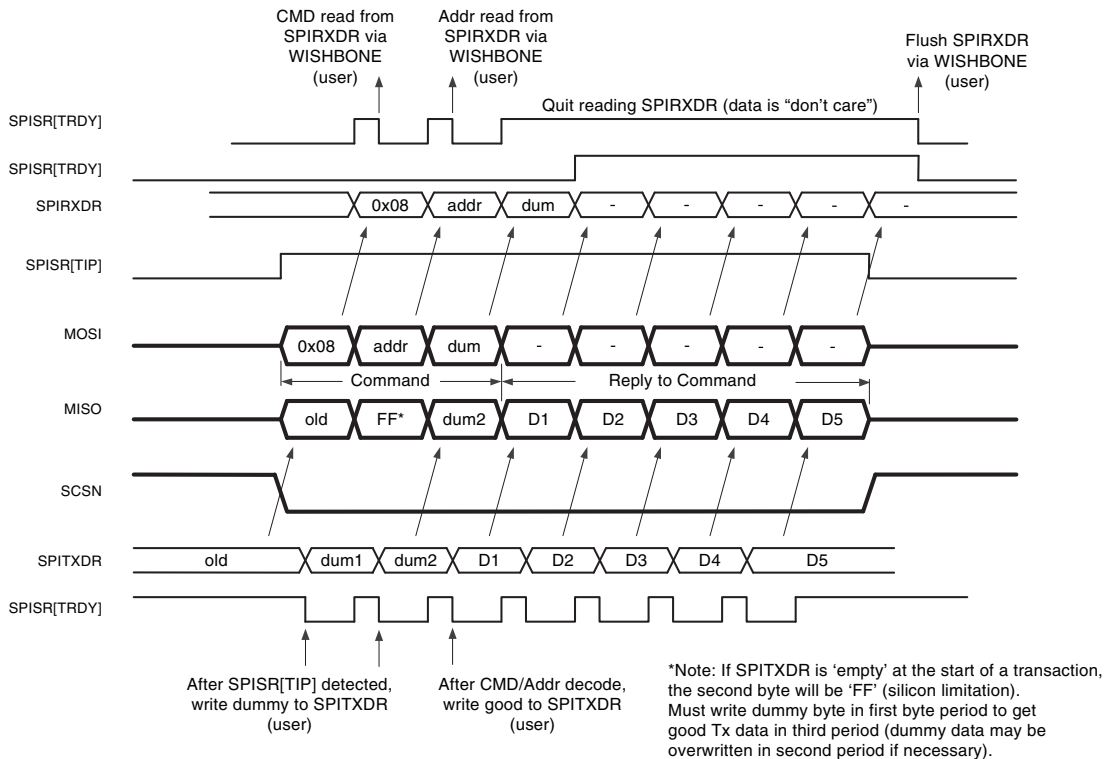 CMD read from
SPIRXDR via
WISHBONE
(user)
Addr read from
SPIRXDR via
WISHBONE
(user)
Flush SPIRXDR
via WISHBONE
(user)
Quit reading SPIRXDR (data is “don’t care”)
SPISR[TRDY]
SPISR[TRDY]
SPIRXDR 0x08 addr dum - - - - -
SPISR[TIP]
MOSI 0x08 addr dum - - - - -
Command Reply to Command
MISO old FF* dum2 D1 D2 D3 D4 D5
SCSN
SPITXDR old dum1 dum2 D1 D2 D3 D4 D5
SPISR[TRDY]
After SPISR[TIP] detected,
write dummy to SPITXDR
(user)
After CMD/Addr decode,
write good to SPITXDR
(user)
*Note: If SPITXDR is ‘empty’ at the start of a transaction,
the second byte will be ‘FF’ (silicon limitation).
Must write dummy byte in first byte period to get
good Tx data in third period (dummy data may be
overwritten in second period if necessary).